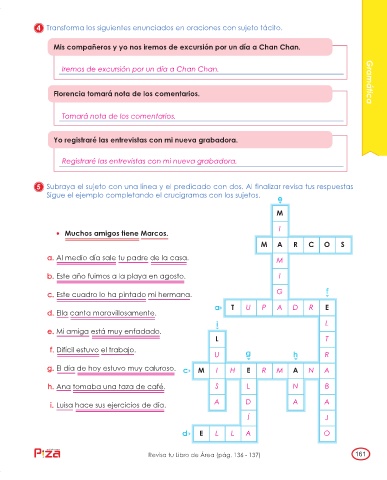 4 Transforma los siguientes enunciados en oraciones con sujeto tácito.
Mis compañeros y yo nos iremos de excursión por un día a Chan Chan.
Iremos de excursión por un día a Chan Chan.
Florencia tomará nota de los comentarios.
Tomará nota de los comentarios.
Yo registraré las entrevistas con mi nueva grabadora.
Registraré las entrevistas con mi nueva grabadora.
Gramática
5 Subraya el sujeto con una línea y el predicado con dos. Al finalizar revisa tus respuestas
Sigue el ejemplo completando el crucigramas con los sujetos.
• Muchos amigos tiene Marcos.
a. Al medio día sale tu padre de la casa.
b. Este año fuimos a la playa en agosto.
c. Este cuadro lo ha pintado mi hermana.
d. Ella canta maravillosamente.
e. Mi amiga está muy enfadado.
f. Difícil estuvo el trabajo.
g. El día de hoy estuvo muy caluroso.
h. Ana tomaba una taza de café.
i. Luisa hace sus ejercicios de día.
e
M
I
M A R C O S
M
I
G f
a T U P A D R E
i L
L T
U g h R
c M I H E R M A N A
S L N B
A D A A
Í J
d E L L A O
Piza
Revisa tu Libro de Área (pág. 136 - 137)
161